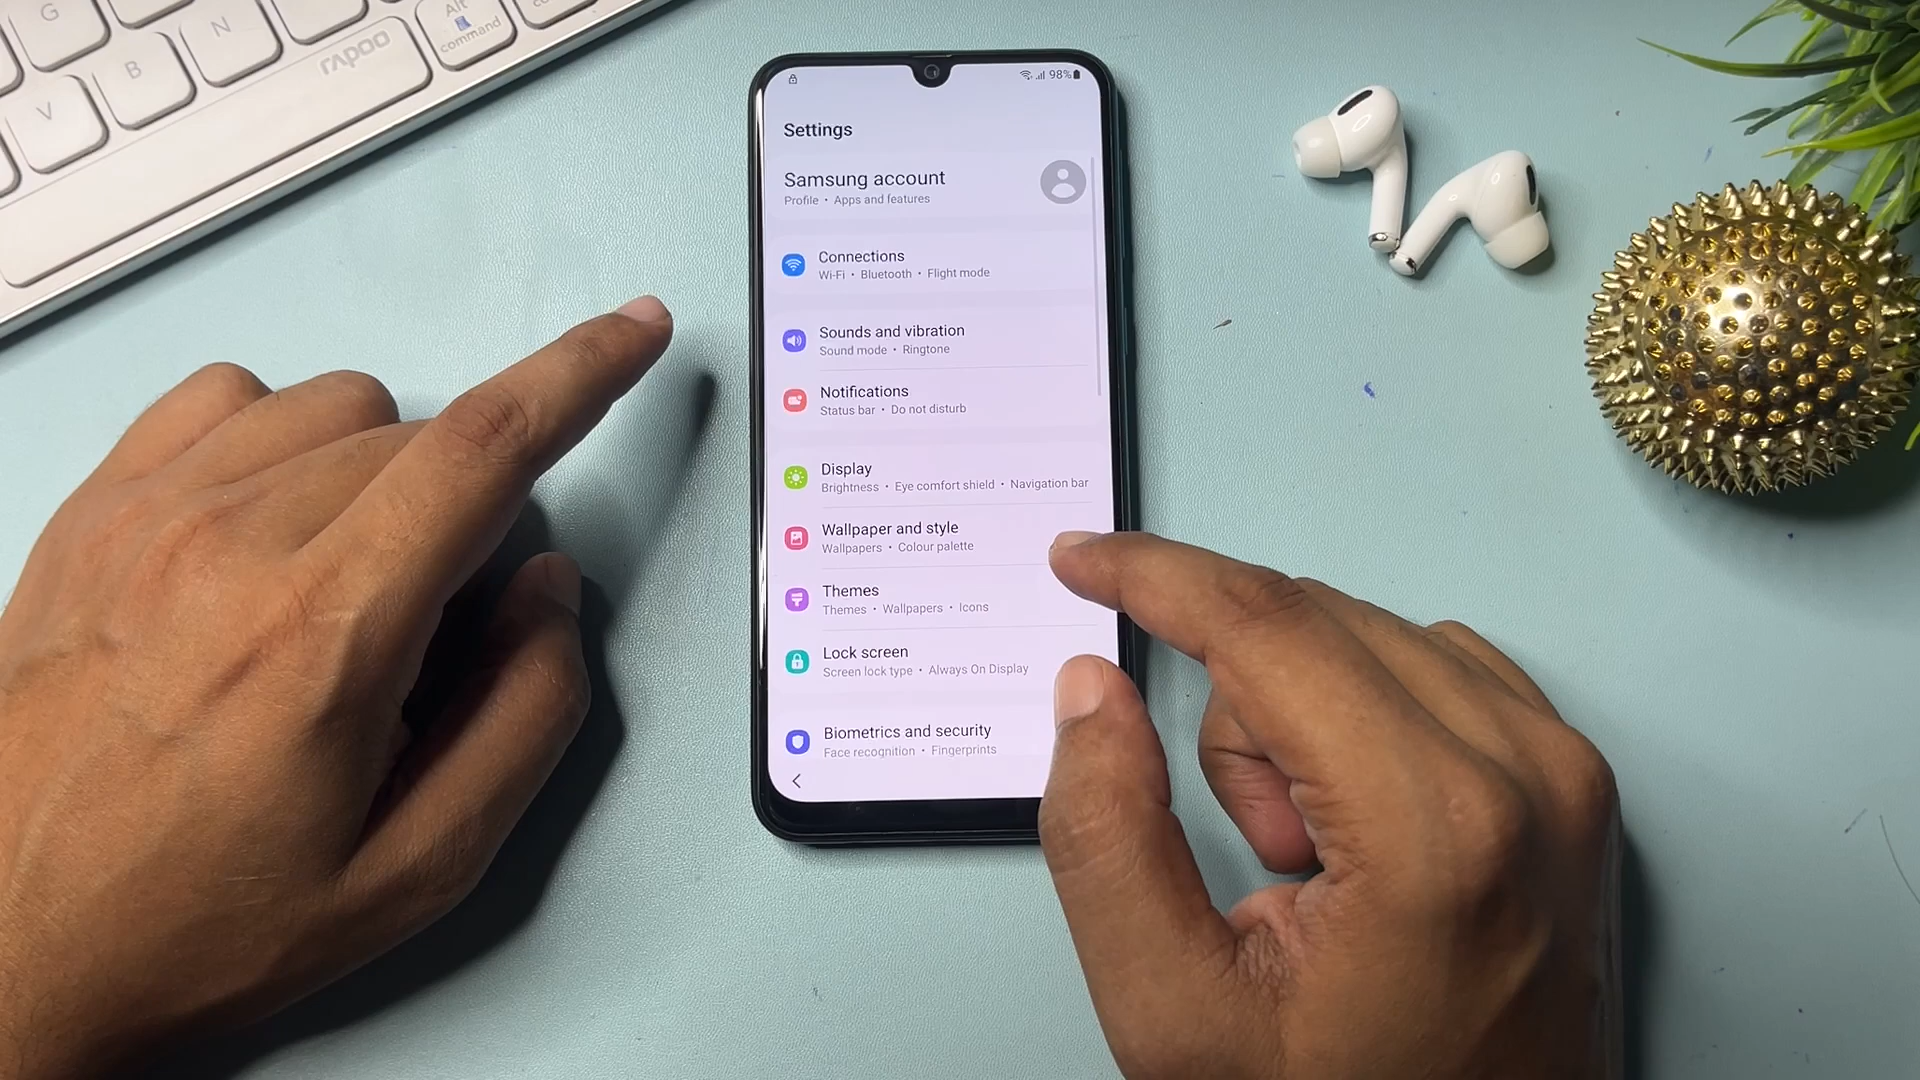 G
N
Alt
command
V
B
rapoo
98%
Settings
Samsung account
Profile • Apps and features
Connections
Wi-Fi • Bluetooth • Flight mode
Sounds and vibration
Sound mode • Ringtone
Notifications
Status bar • Do not disturb
Display
Brightness • Eye comfort shield • Navigation bar
Wallpaper and style
Wallpapers • Colour palette
Themes
Themes • Wallpapers • Icons
Lock screen
Screen lock type • Always On Display
Biometrics and security
Face recognition • Fingerprints